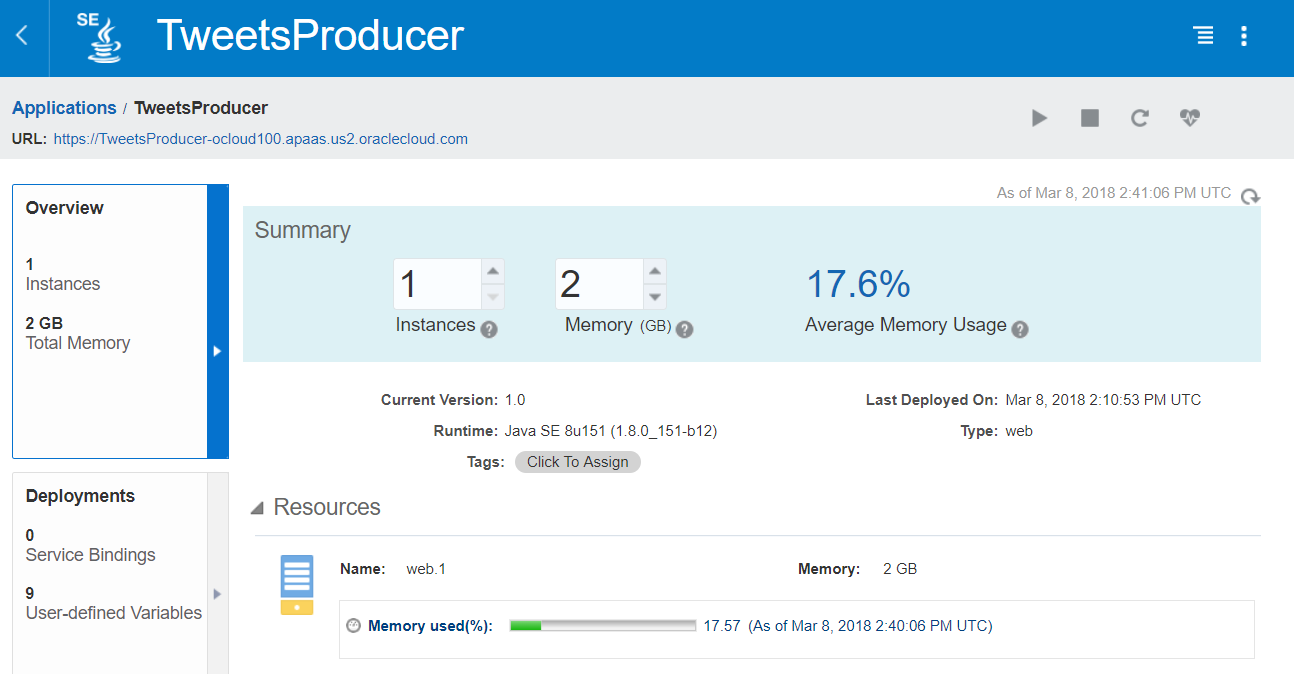 SE TweetsProducer
Applications / TweetsProducer
URL: https://TweetsProducer-ocloud100.apaas.us2.oraclecloud.com
As of Mar 8, 2018 2:41:06 PM UTC
Overview
1
Instances
2 GB
Total Memory
Summary
1 2 17.6%
Instances ? Memory (GB) ? Average Memory Usage ?
Current Version: 1.0 Last Deployed On: Mar 8, 2018 2:10:53 PM UTC
Runtime: Java SE 8u151 (1.8.0_151-b12) Type: web
Tags: Click To Assign
Deployments
0
Service Bindings
9
User-defined Variables
Resources
Name: web.1 Memory: 2 GB
Memory used(%): 17.57 (As of Mar 8, 2018 2:40:06 PM UTC)